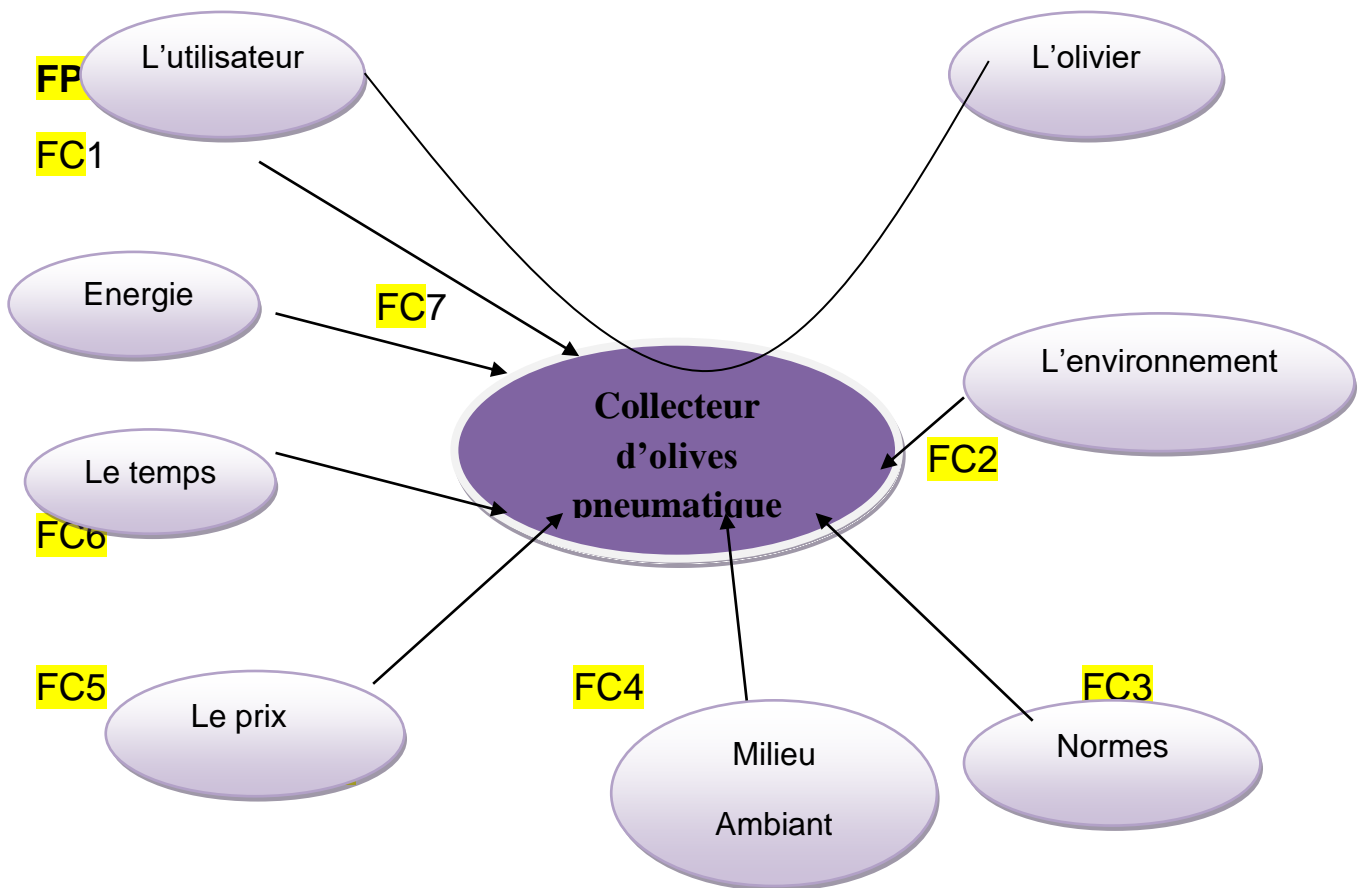 L’utilisateur
L’olivier
FP
FC1
Energie
FC7
L’environnement
Collecteur
d’olives
pneumatique
FC2
Le temps
FC6
FC5
FC4
FC3
Le prix
Normes
Milieu
Ambiant